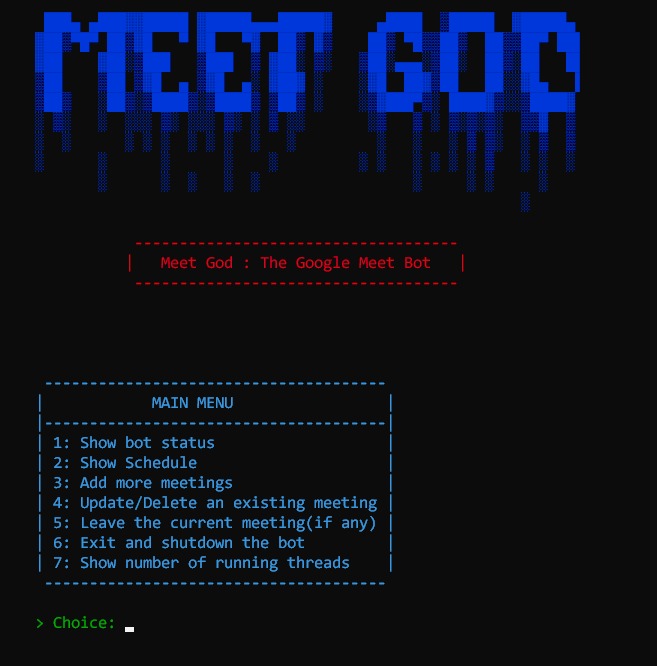 MEET GOD
Meet God : The Google Meet Bot
MAIN MENU
1: Show bot status
2: Show Schedule
3: Add more meetings
4: Update/Delete an existing meeting
5: Leave the current meeting(if any)
6: Exit and shutdown the bot
7: Show number of running threads
> Choice: